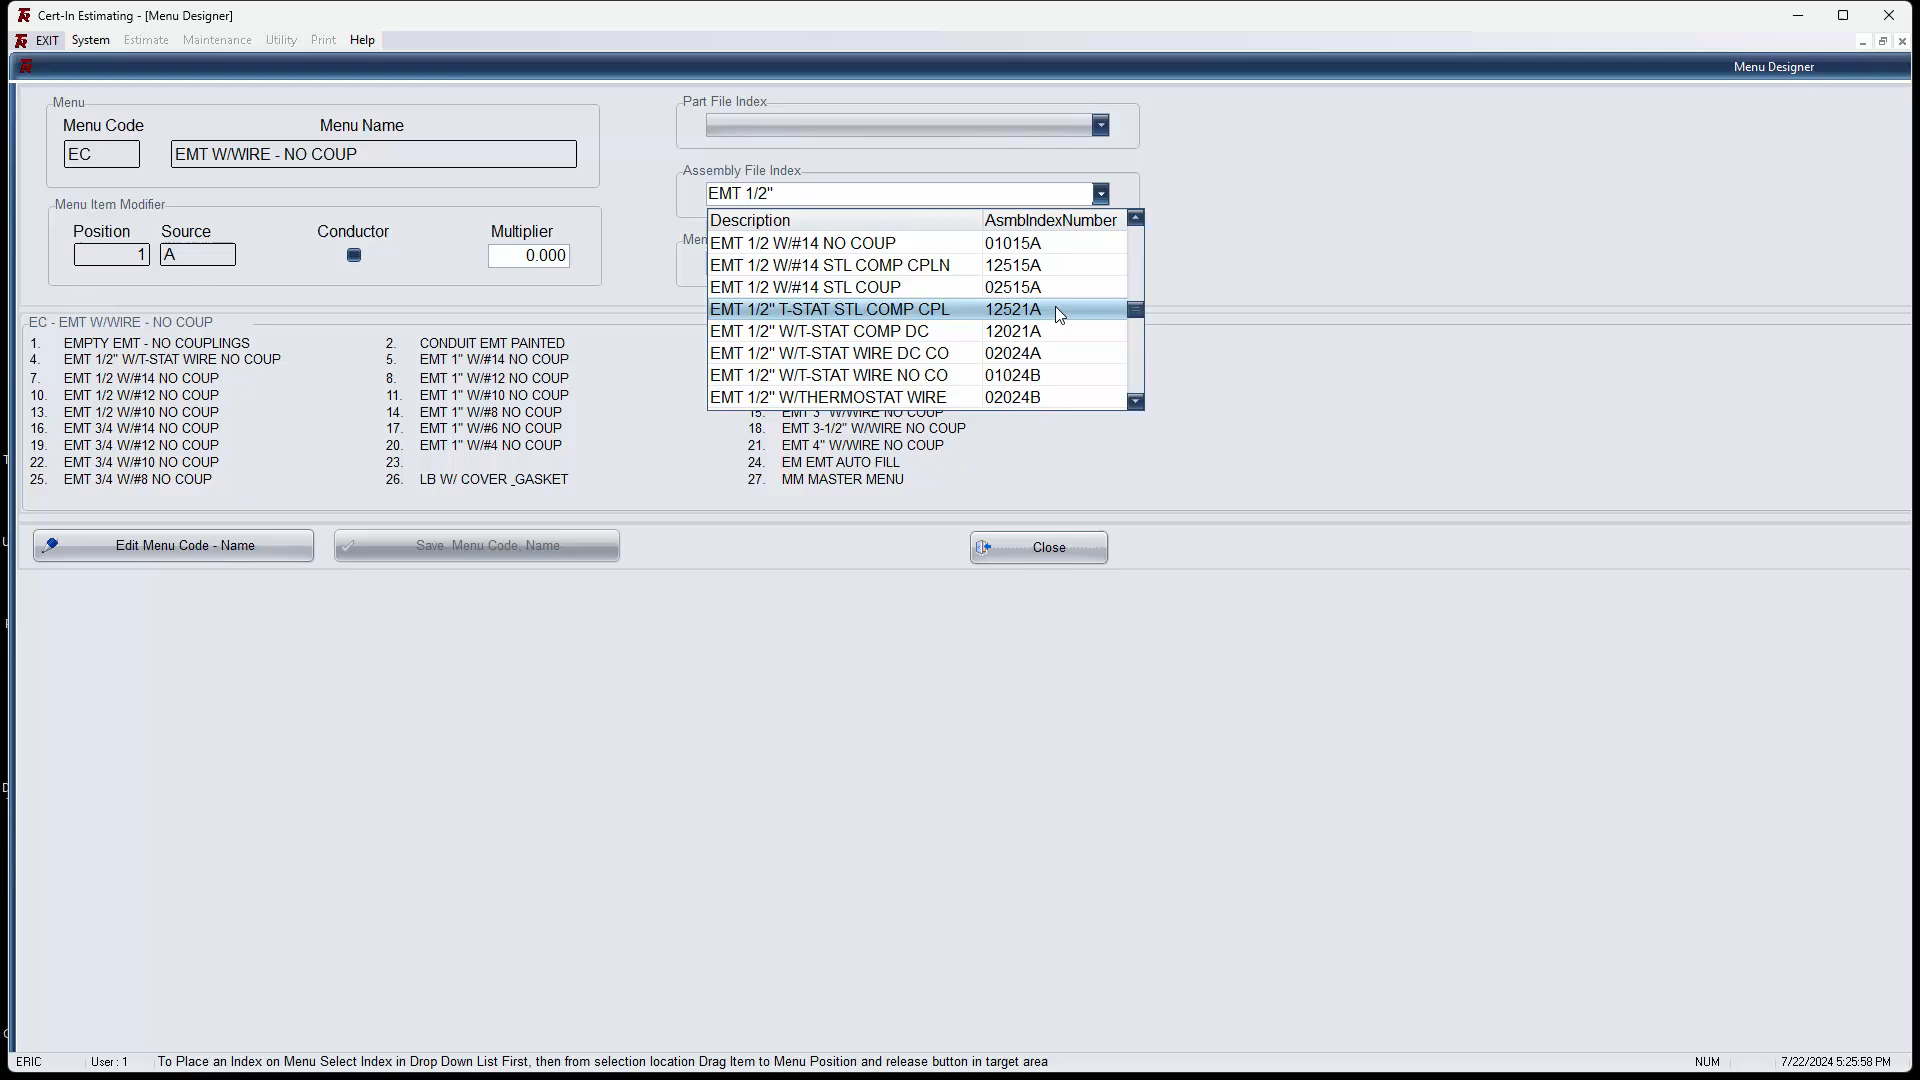 Cert-In Estimating - [Menu Designer]
EXIT System Estimate Maintenance Utility Print Help
Menu Designer
Menu
Menu Code Menu Name
EC EMT W/WIRE - NO COUP
Part File Index
Assembly File Index
EMT 1/2"
Menu Item Modifier
Position Source Conductor Multiplier
1 A 0.000
Description AsmbIndexNumber
EMT 1/2 W/#14 NO COUP 01015A
EMT 1/2 W/#14 STL COMP CPLN 12515A
EMT 1/2 W/#14 STL COUP 02515A
EMT 1/2" T-STAT STL COMP CPL 12521A
EMT 1/2" W/T-STAT COMP DC 12021A
EMT 1/2" W/T-STAT WIRE DC CO 02024A
EMT 1/2" W/T-STAT WIRE NO CO 01024B
EMT 1/2" W/THERMOSTAT WIRE 02024B
EC - EMT W/WIRE - NO COUP
1. EMPTY EMT - NO COUPLINGS 2. CONDUIT EMT PAINTED
4. EMT 1/2" W/T-STAT WIRE NO COUP 5. EMT 1" W/#14 NO COUP
7. EMT 1/2 W/#14 NO COUP 8. EMT 1" W/#12 NO COUP
10. EMT 1/2 W/#12 NO COUP 11. EMT 1" W/#10 NO COUP
13. EMT 1/2 W/#10 NO COUP 14. EMT 1" W/#8 NO COUP 15. EMT 3" W/WIRE NO COUP
16. EMT 3/4 W/#14 NO COUP 17. EMT 1" W/#6 NO COUP 18. EMT 3-1/2" W/WIRE NO COUP
19. EMT 3/4 W/#12 NO COUP 20. EMT 1" W/#4 NO COUP 21. EMT 4" W/WIRE NO COUP
22. EMT 3/4 W/#10 NO COUP 23. 24. EM EMT AUTO FILL
25. EMT 3/4 W/#8 NO COUP 26. LB W/ COVER _GASKET 27. MM MASTER MENU
Edit Menu Code - Name Save Menu Code, Name Close
ERIC User : 1 To Place an Index on Menu Select Index in Drop Down List First, then from selection location Drag Item to Menu Position and release button in target area NUM 7/22/2024 5:25:58 PM